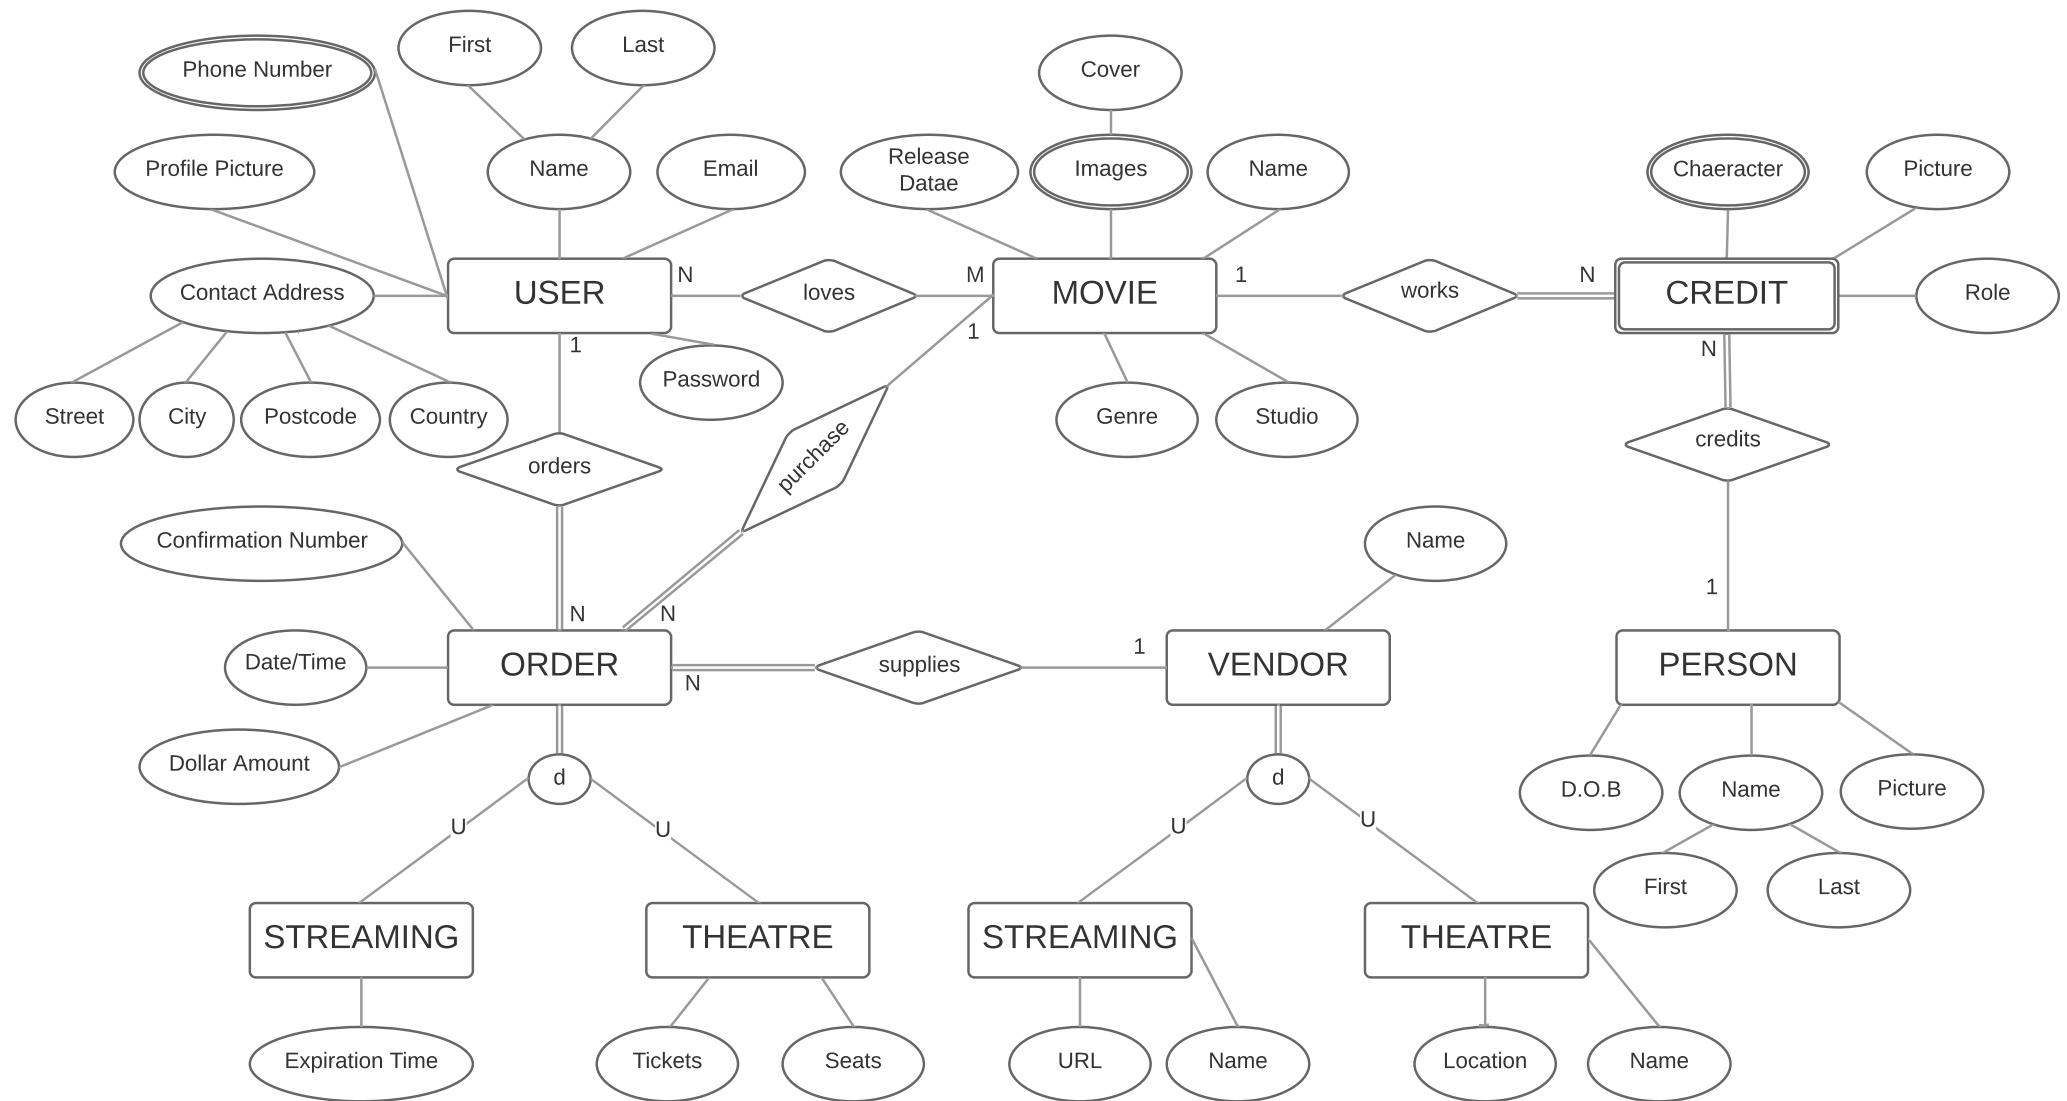 First
Last
Phone Number
Cover
Profile Picture
Name
Email
Release
Datae
Images
Name
Chaeracter
Picture
Contact Address
USER
N
loves
M
MOVIE
1
works
N
CREDIT
Role
1
1
N
Password
Street
City
Postcode
Country
Genre
Studio
orders
purchase
credits
Confirmation Number
Name
1
N
N
Date/Time
ORDER
N
supplies
1
VENDOR
PERSON
Dollar Amount
d
d
D.O.B
Name
Picture
U
U
U
U
First
Last
STREAMING
THEATRE
STREAMING
THEATRE
Expiration Time
Tickets
Seats
URL
Name
Location
Name